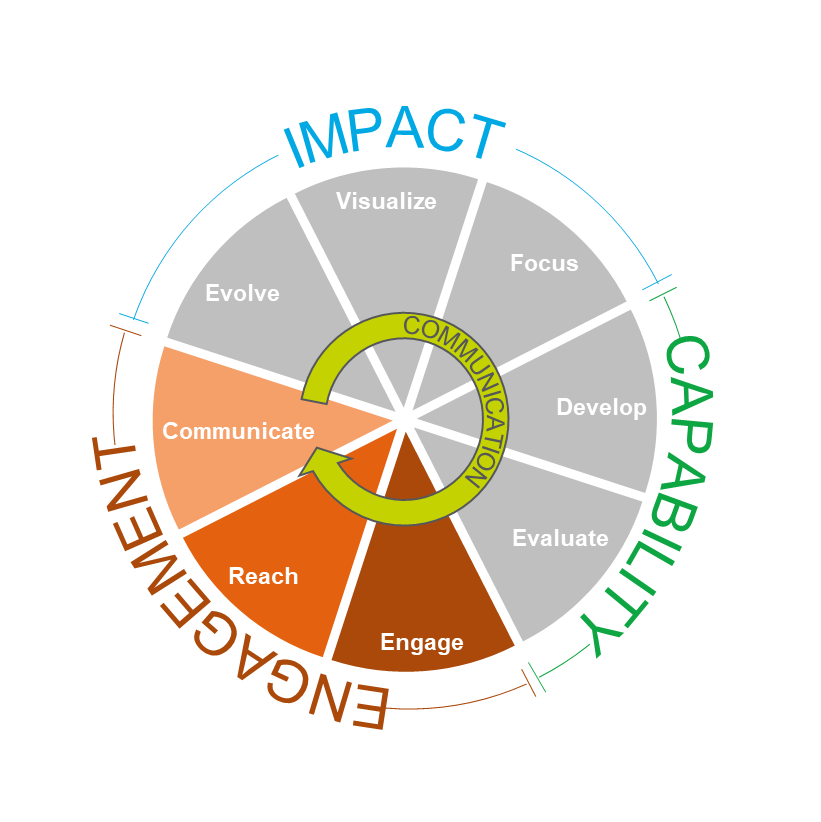 IMPACT
Visualize
Focus
Evolve
COMMUNICATION
CAPABILITY
Develop
Communicate
Evaluate
Reach
Engage
ENGAGEMENT